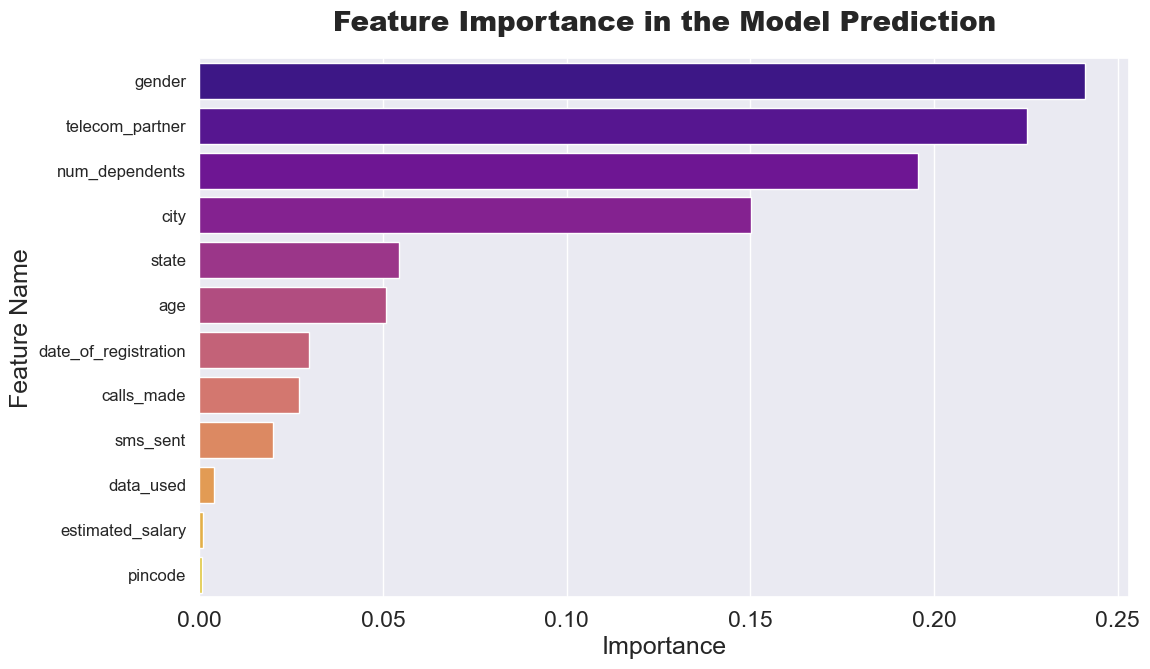 Feature Importance in the Model Prediction
gender
telecom_partner
num_dependents
city
state
age
date_of_registration
calls_made
sms_sent
data_used
estimated_salary
pincode
Feature Name
0.00 0.05 0.10 0.15 0.20 0.25
Importance